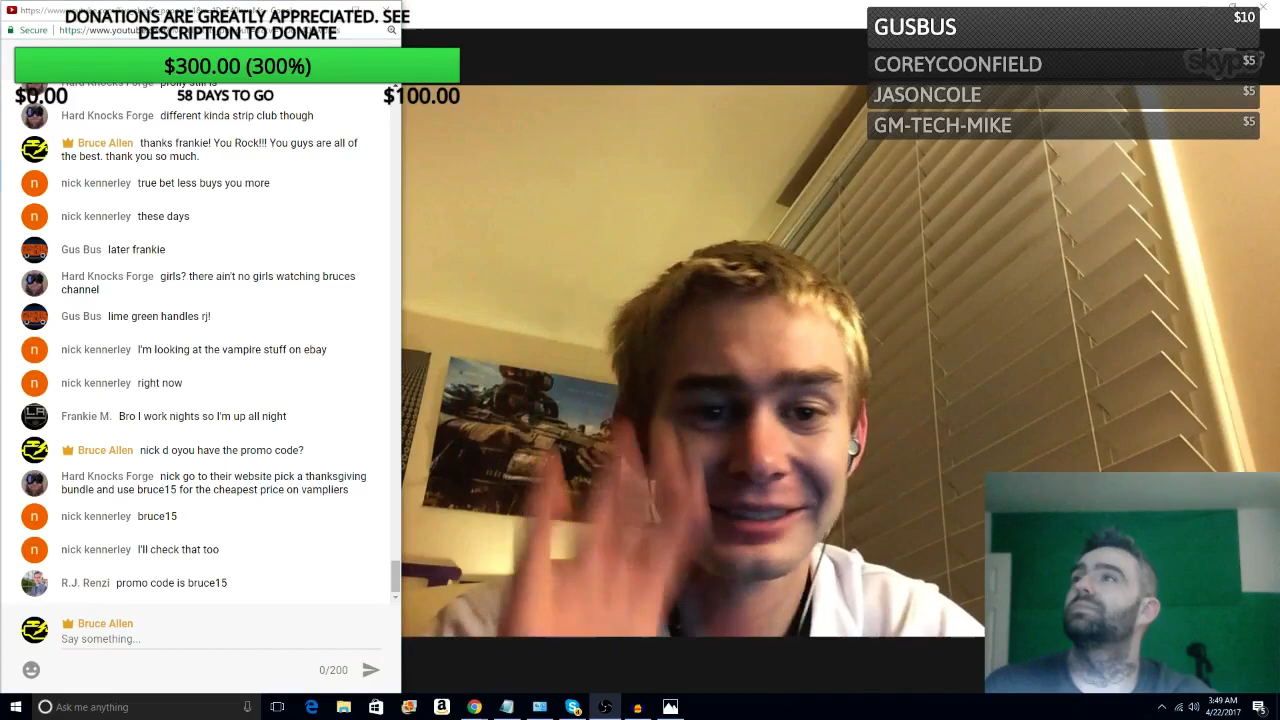 DONATIONS ARE GREATLY APPRECIATED. SEE
DESCRIPTION TO DONATE
Secure
$300.00 (300%)
$0.00
58 DAYS TO GO
$100.00
Hard Knocks Forge different kinda strip club though
Bruce Allen thanks frankie! You Rock!!! You guys are all of
the best. thank you so much.
nick kennerley true bet less buys you more
nick kennerley these days
Gus Bus later frankie
Hard Knocks Forge girls? there ain't no girls watching bruces
channel
Gus Bus lime green handles rj!
nick kennerley I'm looking at the vampire stuff on ebay
nick kennerley right now
Frankie M. Bro I work nights so I'm up all night
Bruce Allen nick d oyou have the promo code?
Hard Knocks Forge nick go to their website pick a thanksgiving
bundle and use bruce15 for the cheapest price on vampliers
nick kennerley bruce15
nick kennerley I'll check that too
R.J. Renzi promo code is bruce15
Bruce Allen
Say something...
0/200
GUSBUS $10
COREYCOONFIELD $5
JASONCOLE $5
GM-TECH-MIKE $5
skype
LA
Ask me anything
3:49 AM
4/22/2017